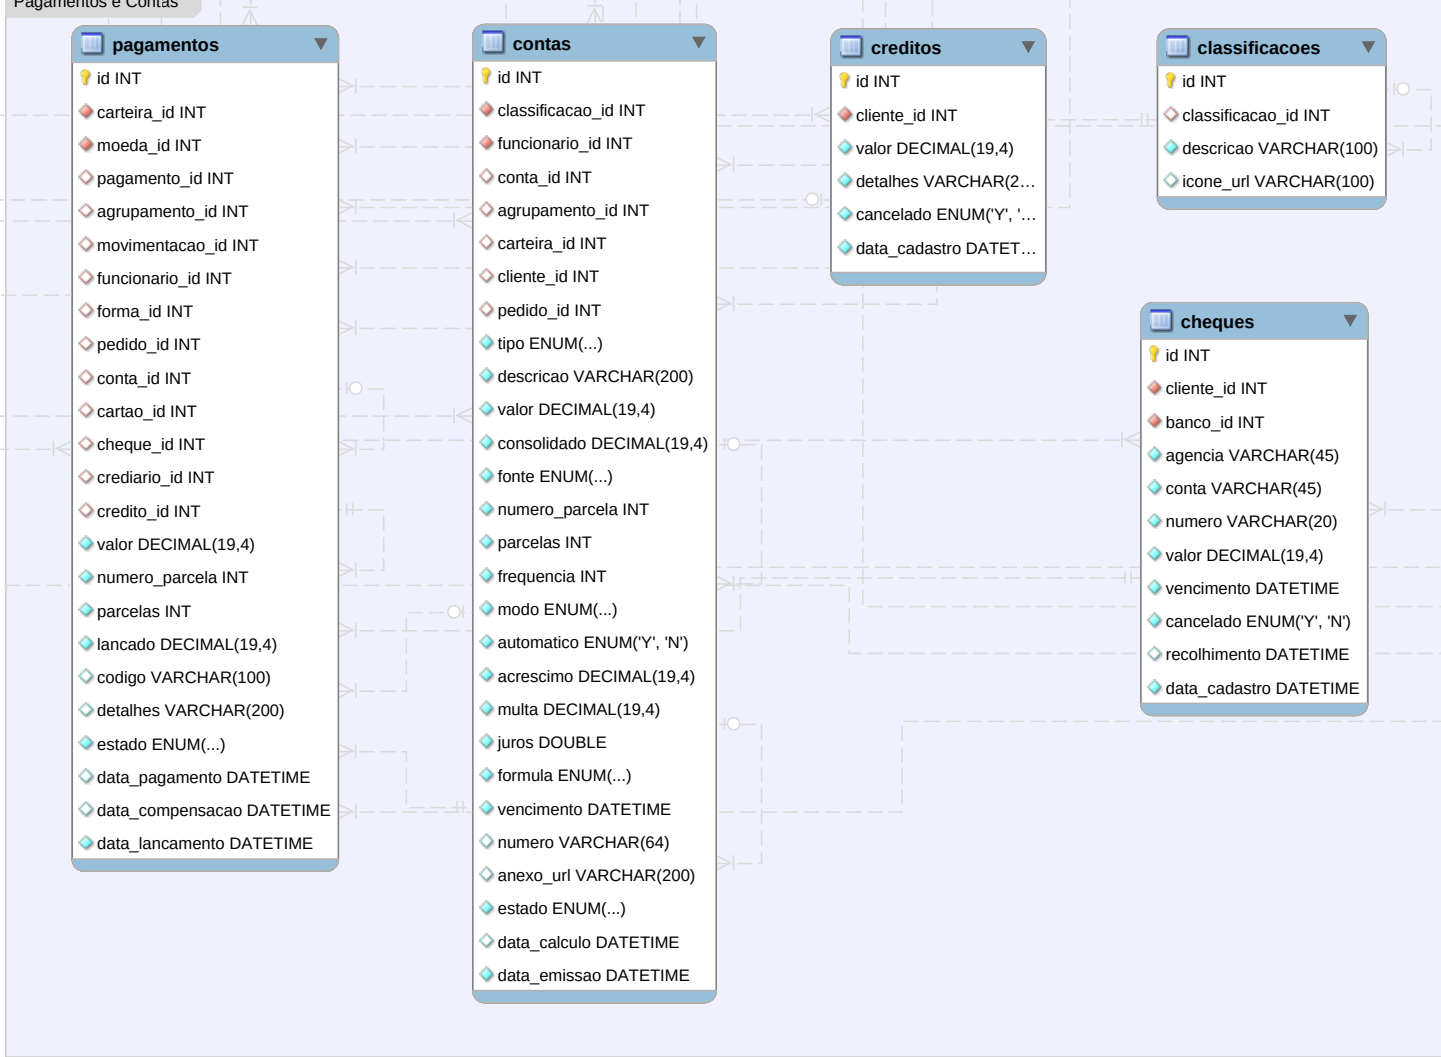 Pagamentos e Contas
pagamentos
id INT
carteira_id INT
moeda_id INT
pagamento_id INT
agrupamento_id INT
movimentacao_id INT
funcionario_id INT
forma_id INT
pedido_id INT
conta_id INT
cartao_id INT
cheque_id INT
crediario_id INT
credito_id INT
valor DECIMAL(19,4)
numero_parcela INT
parcelas INT
lancado DECIMAL(19,4)
codigo VARCHAR(100)
detalhes VARCHAR(200)
estado ENUM(...)
data_pagamento DATETIME
data_compensacao DATETIME
data_lancamento DATETIME
contas
id INT
classificacao_id INT
funcionario_id INT
conta_id INT
agrupamento_id INT
carteira_id INT
cliente_id INT
pedido_id INT
tipo ENUM(...)
descricao VARCHAR(200)
valor DECIMAL(19,4)
consolidado DECIMAL(19,4)
fonte ENUM(...)
numero_parcela INT
parcelas INT
frequencia INT
modo ENUM(...)
automatico ENUM('Y', 'N')
acrescimo DECIMAL(19,4)
multa DECIMAL(19,4)
juros DOUBLE
formula ENUM(...)
vencimento DATETIME
numero VARCHAR(64)
anexo_url VARCHAR(200)
estado ENUM(...)
data_calculo DATETIME
data_emissao DATETIME
creditos
id INT
cliente_id INT
valor DECIMAL(19,4)
detalhes VARCHAR(2...
cancelado ENUM('Y', '...
data_cadastro DATET...
classificacoes
id INT
classificacao_id INT
descricao VARCHAR(100)
icone_url VARCHAR(100)
cheques
id INT
cliente_id INT
banco_id INT
agencia VARCHAR(45)
conta VARCHAR(45)
numero VARCHAR(20)
valor DECIMAL(19,4)
vencimento DATETIME
cancelado ENUM('Y', 'N')
recolhimento DATETIME
data_cadastro DATETIME